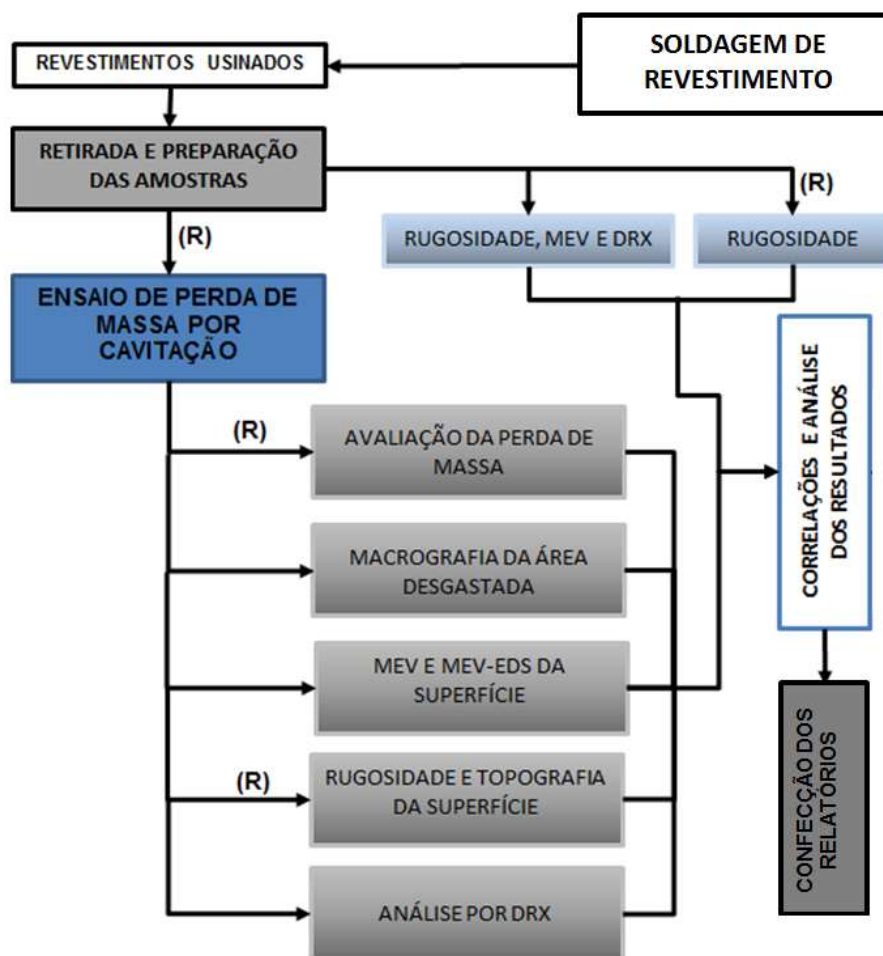 SOLDAGEM DE
REVESTIMENTO
REVESTIMENTOS USINADOS
RETIRADA E PREPARAÇÃO
DAS AMOSTRAS
(R)
(R)
RUGOSIDADE, MEV E DRX
RUGOSIDADE
ENSAIO DE PERDA DE
MASSA POR
CAVITAÇÃO
(R)
AVALIAÇÃO DA PERDA DE
MASSA
MACROGRAFIA DA ÁREA
DESGASTADA
MEV E MEV-EDS DA
SUPERFÍCIE
(R)
RUGOSIDADE E TOPOGRAFIA
DA SUPERFÍCIE
ANÁLISE POR DRX
CORRELAÇÕES E ANÁLISE
DOS RESULTADOS
CONFECÇÃO DOS
RELATÓRIOS